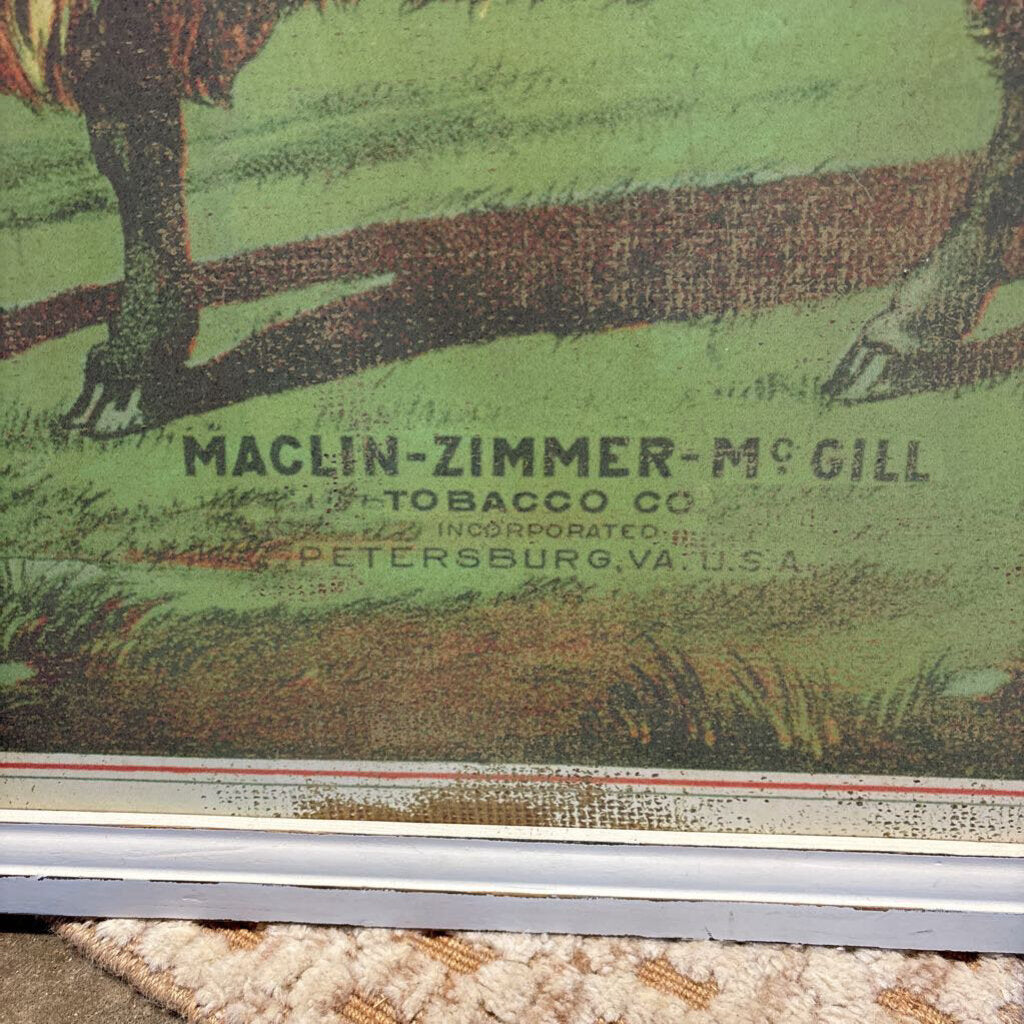 MACLIN-ZIMMER-McGILL
TOBACCO CO
INCORPORATED
PETERSBURG, VA. U.S.A.